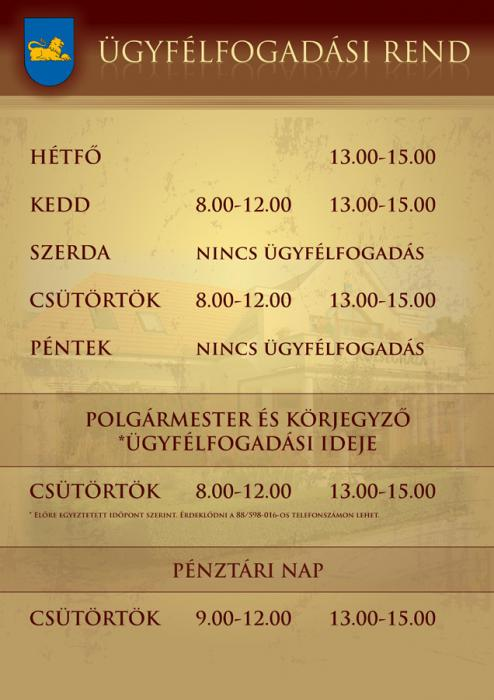 ÜGYFÉLFOGADÁSI REND
HÉTFŐ 13.00-15.00
KEDD 8.00-12.00 13.00-15.00
SZERDA NINCS ÜGYFÉLFOGADÁS
CSÜTÖRTÖK 8.00-12.00 13.00-15.00
PÉNTEK NINCS ÜGYFÉLFOGADÁS
POLGÁRMESTER ÉS KÖRJEGYZŐ
*ÜGYFÉLFOGADÁSI IDEJE
CSÜTÖRTÖK 8.00-12.00 13.00-15.00
* ELŐRE EGYEZTETETT IDŐPONT SZERINT. ÉRDEKLŐDNI A 88/598-016-OS TELEFONSZÁMON LEHET.
PÉNZTÁRI NAP
CSÜTÖRTÖK 9.00-12.00 13.00-15.00